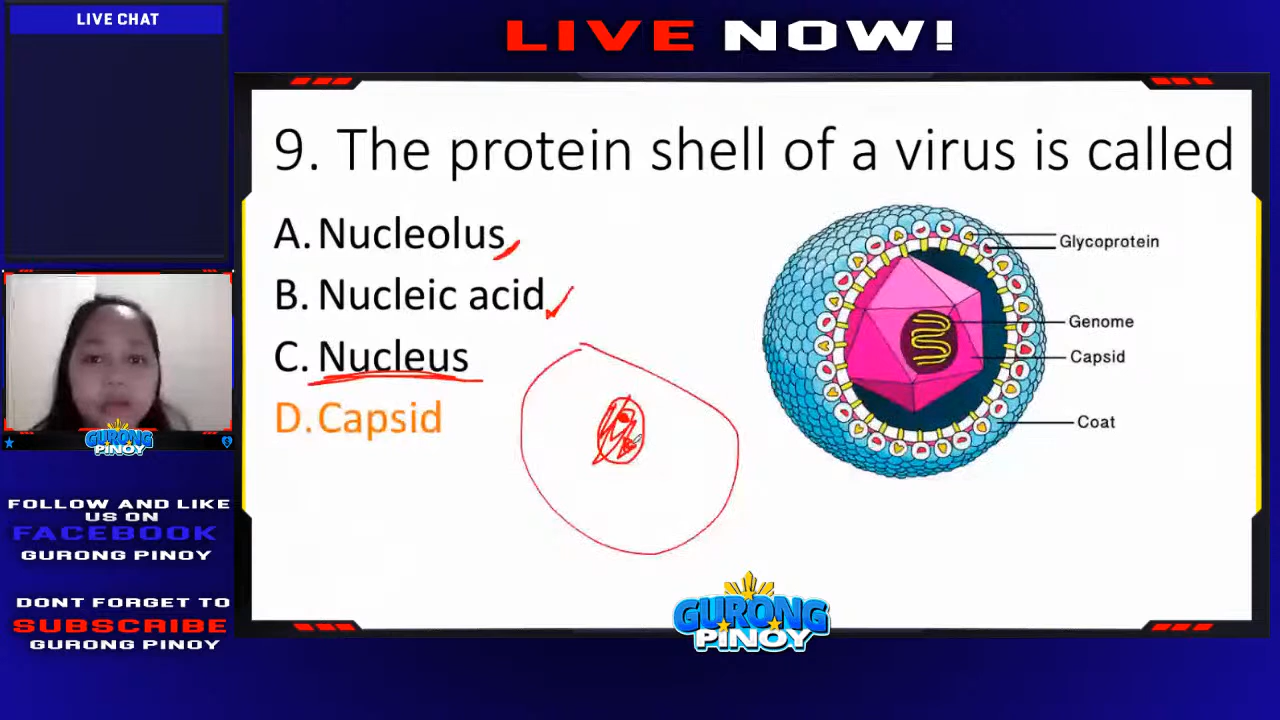 LIVE CHAT
LIVE NOW!
9. The protein shell of a virus is called
A. Nucleolus
B. Nucleic acid
C. Nucleus
D. Capsid
Glycoprotein
Genome
Capsid
Coat
GURONG
PINOY
FOLLOW AND LIKE
US ON
FACEBOOK
GURONG PINOY
DONT FORGET TO
SUBSCRIBE
GURONG PINOY
GURONG
PINOY